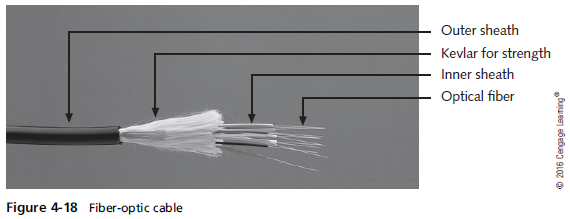 Outer sheath
Kevlar for strength
Inner sheath
Optical fiber
© 2016 Cengage Learning®
Figure 4-18 Fiber-optic cable